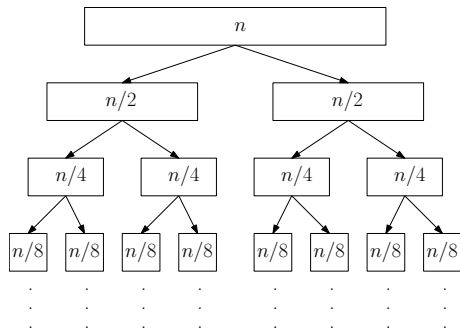 n
n/2 n/2
n/4 n/4 n/4 n/4
n/8 n/8 n/8 n/8 n/8 n/8 n/8 n/8
. . . . . . . .
. . . . . . . .
. . . . . . . .